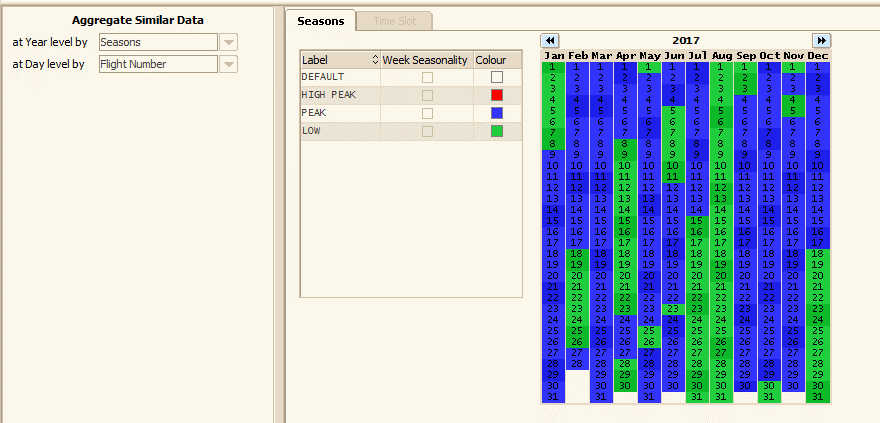 Aggregate Similar Data
at Year level by Seasons
at Day level by Flight Number
Seasons Time Slot
Label Week Seasonality Colour
DEFAULT
HIGH PEAK
PEAK
LOW
2017
Jan Feb Mar Apr May Jun Jul Aug Sep Oct Nov Dec
1 1 1 1 1 1 1 1 1 1 1 1
2 2 2 2 2 2 2 2 2 2 2 2
3 3 3 3 3 3 3 3 3 3 3 3
4 4 4 4 4 4 4 4 4 4 4 4
5 5 5 5 5 5 5 5 5 5 5 5
6 6 6 6 6 6 6 6 6 6 6 6
7 7 7 7 7 7 7 7 7 7 7 7
8 8 8 8 8 8 8 8 8 8 8 8
9 9 9 9 9 9 9 9 9 9 9 9
10 10 10 10 10 10 10 10 10 10 10 10
11 11 11 11 11 11 11 11 11 11 11 11
12 12 12 12 12 12 12 12 12 12 12 12
13 13 13 13 13 13 13 13 13 13 13 13
14 14 14 14 14 14 14 14 14 14 14 14
15 15 15 15 15 15 15 15 15 15 15 15
16 16 16 16 16 16 16 16 16 16 16 16
17 17 17 17 17 17 17 17 17 17 17 17
18 18 18 18 18 18 18 18 18 18 18 18
19 19 19 19 19 19 19 19 19 19 19 19
20 20 20 20 20 20 20 20 20 20 20 20
21 21 21 21 21 21 21 21 21 21 21 21
22 22 22 22 22 22 22 22 22 22 22 22
23 23 23 23 23 23 23 23 23 23 23 23
24 24 24 24 24 24 24 24 24 24 24 24
25 25 25 25 25 25 25 25 25 25 25 25
26 26 26 26 26 26 26 26 26 26 26 26
27 27 27 27 27 27 27 27 27 27 27 27
28 28 28 28 28 28 28 28 28 28 28 28
29 29 29 29 29 29 29 29 29 29 29
30 30 30 30 30 30 30 30 30 30 30
31 31 31 31 31 31 31